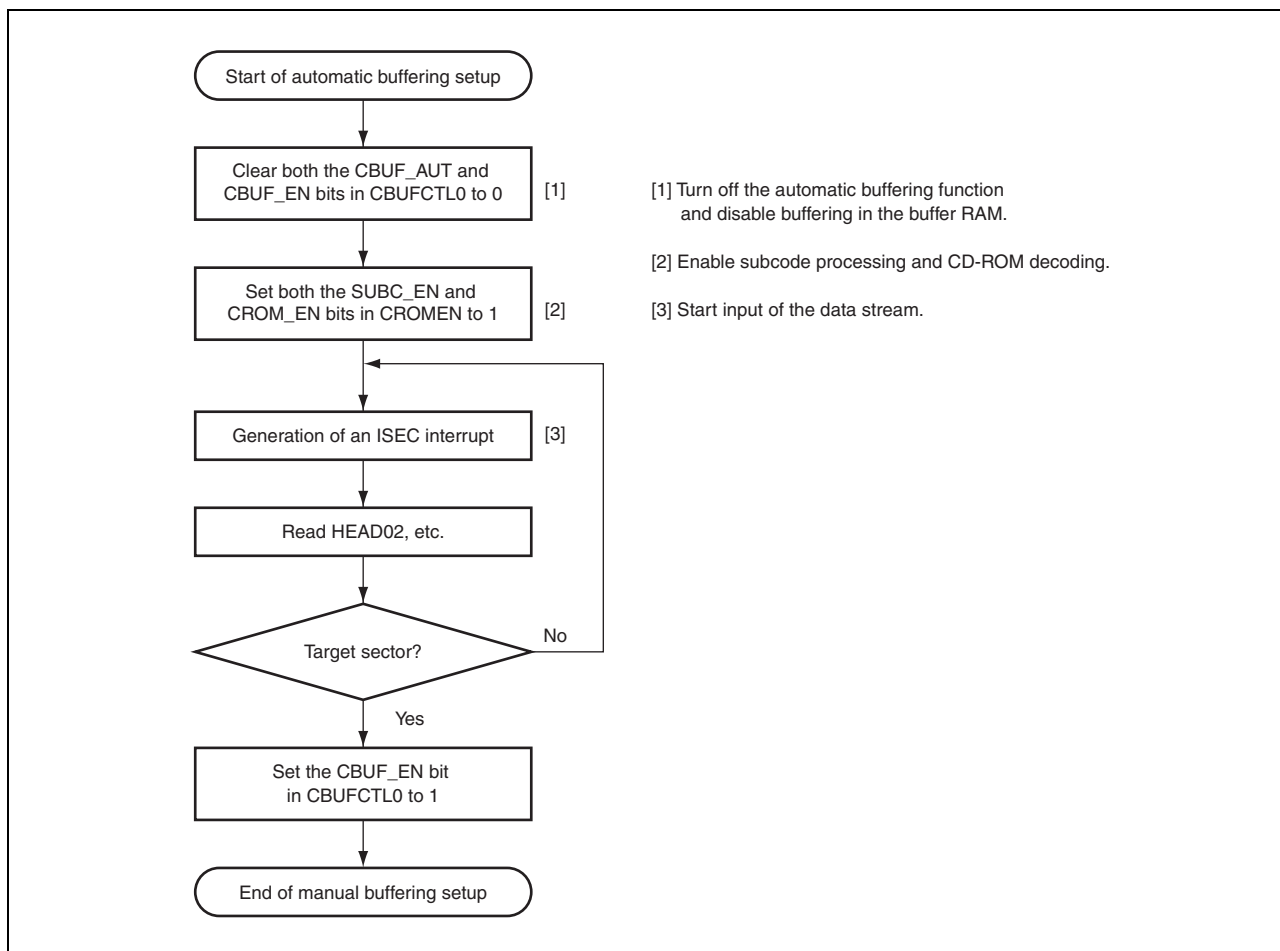 Start of automatic buffering setup
Clear both the CBUF_AUT and
CBUF_EN bits in CBUFCTL0 to 0
[1]
[1] Turn off the automatic buffering function
and disable buffering in the buffer RAM.
[2] Enable subcode processing and CD-ROM decoding.
Set both the SUBC_EN and
CROM_EN bits in CROMEN to 1
[2]
[3] Start input of the data stream.
Generation of an ISEC interrupt
[3]
Read HEAD02, etc.
Target sector?
No
Yes
Set the CBUF_EN bit
in CBUFCTL0 to 1
End of manual buffering setup